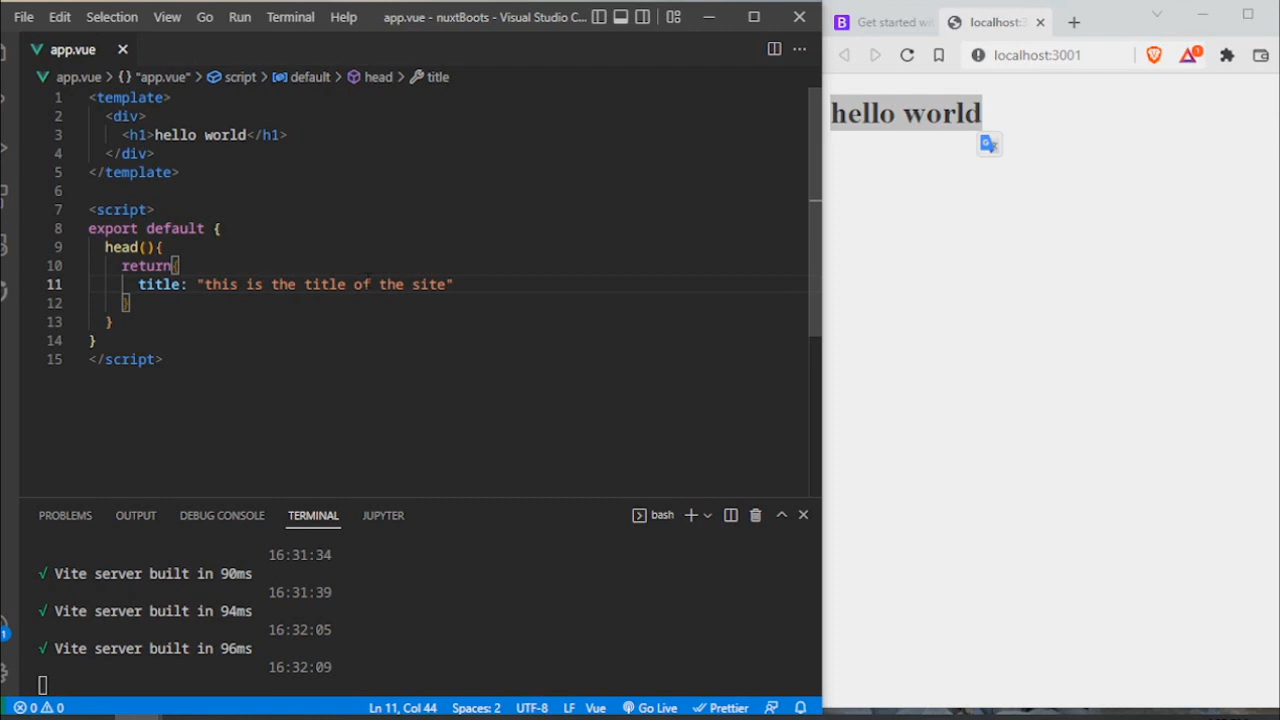 File Edit Selection View Go Run Terminal Help app.vue - nuxtBoots - Visual Studio C...
app.vue
app.vue > {} "app.vue" > script > default > head > title
1 <template>
2 <div>
3 <h1>hello world</h1>
4 </div>
5 </template>
6
7 <script>
8 export default {
9 head(){
10 return{
11 title: "this is the title of the site"
12 }
13 }
14 }
15 </script>
PROBLEMS OUTPUT DEBUG CONSOLE TERMINAL JUPYTER bash
16:31:34
√ Vite server built in 90ms
16:31:39
√ Vite server built in 94ms
16:32:05
√ Vite server built in 96ms
16:32:09
1
0 0 Ln 11, Col 44 Spaces: 2 UTF-8 LF Vue Go Live Prettier
B Get started wi localhost:3
localhost:3001 1
hello world